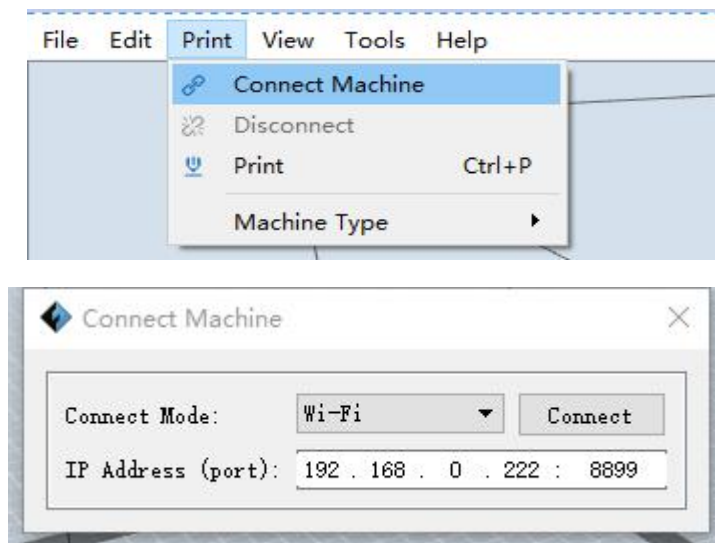 File Edit Print View Tools Help
Connect Machine
Disconnect
Print Ctrl+P
Machine Type
Connect Machine
Connect Mode: Wi-Fi Connect
IP Address (port): 192 . 168 . 0 . 222 : 8899